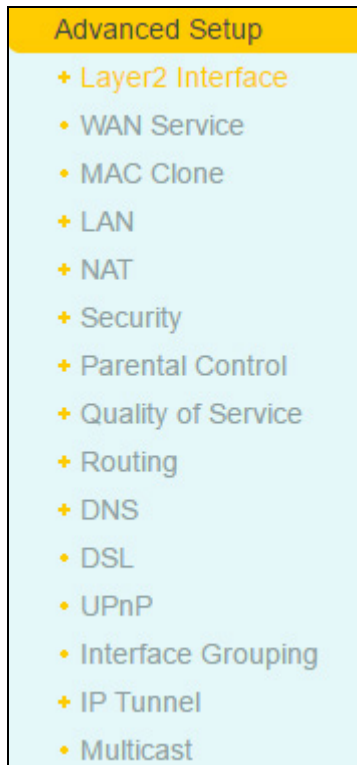 Advanced Setup
+ Layer2 Interface
• WAN Service
• MAC Clone
+ LAN
+ NAT
+ Security
+ Parental Control
+ Quality of Service
+ Routing
+ DNS
• DSL
• UPnP
• Interface Grouping
+ IP Tunnel
• Multicast